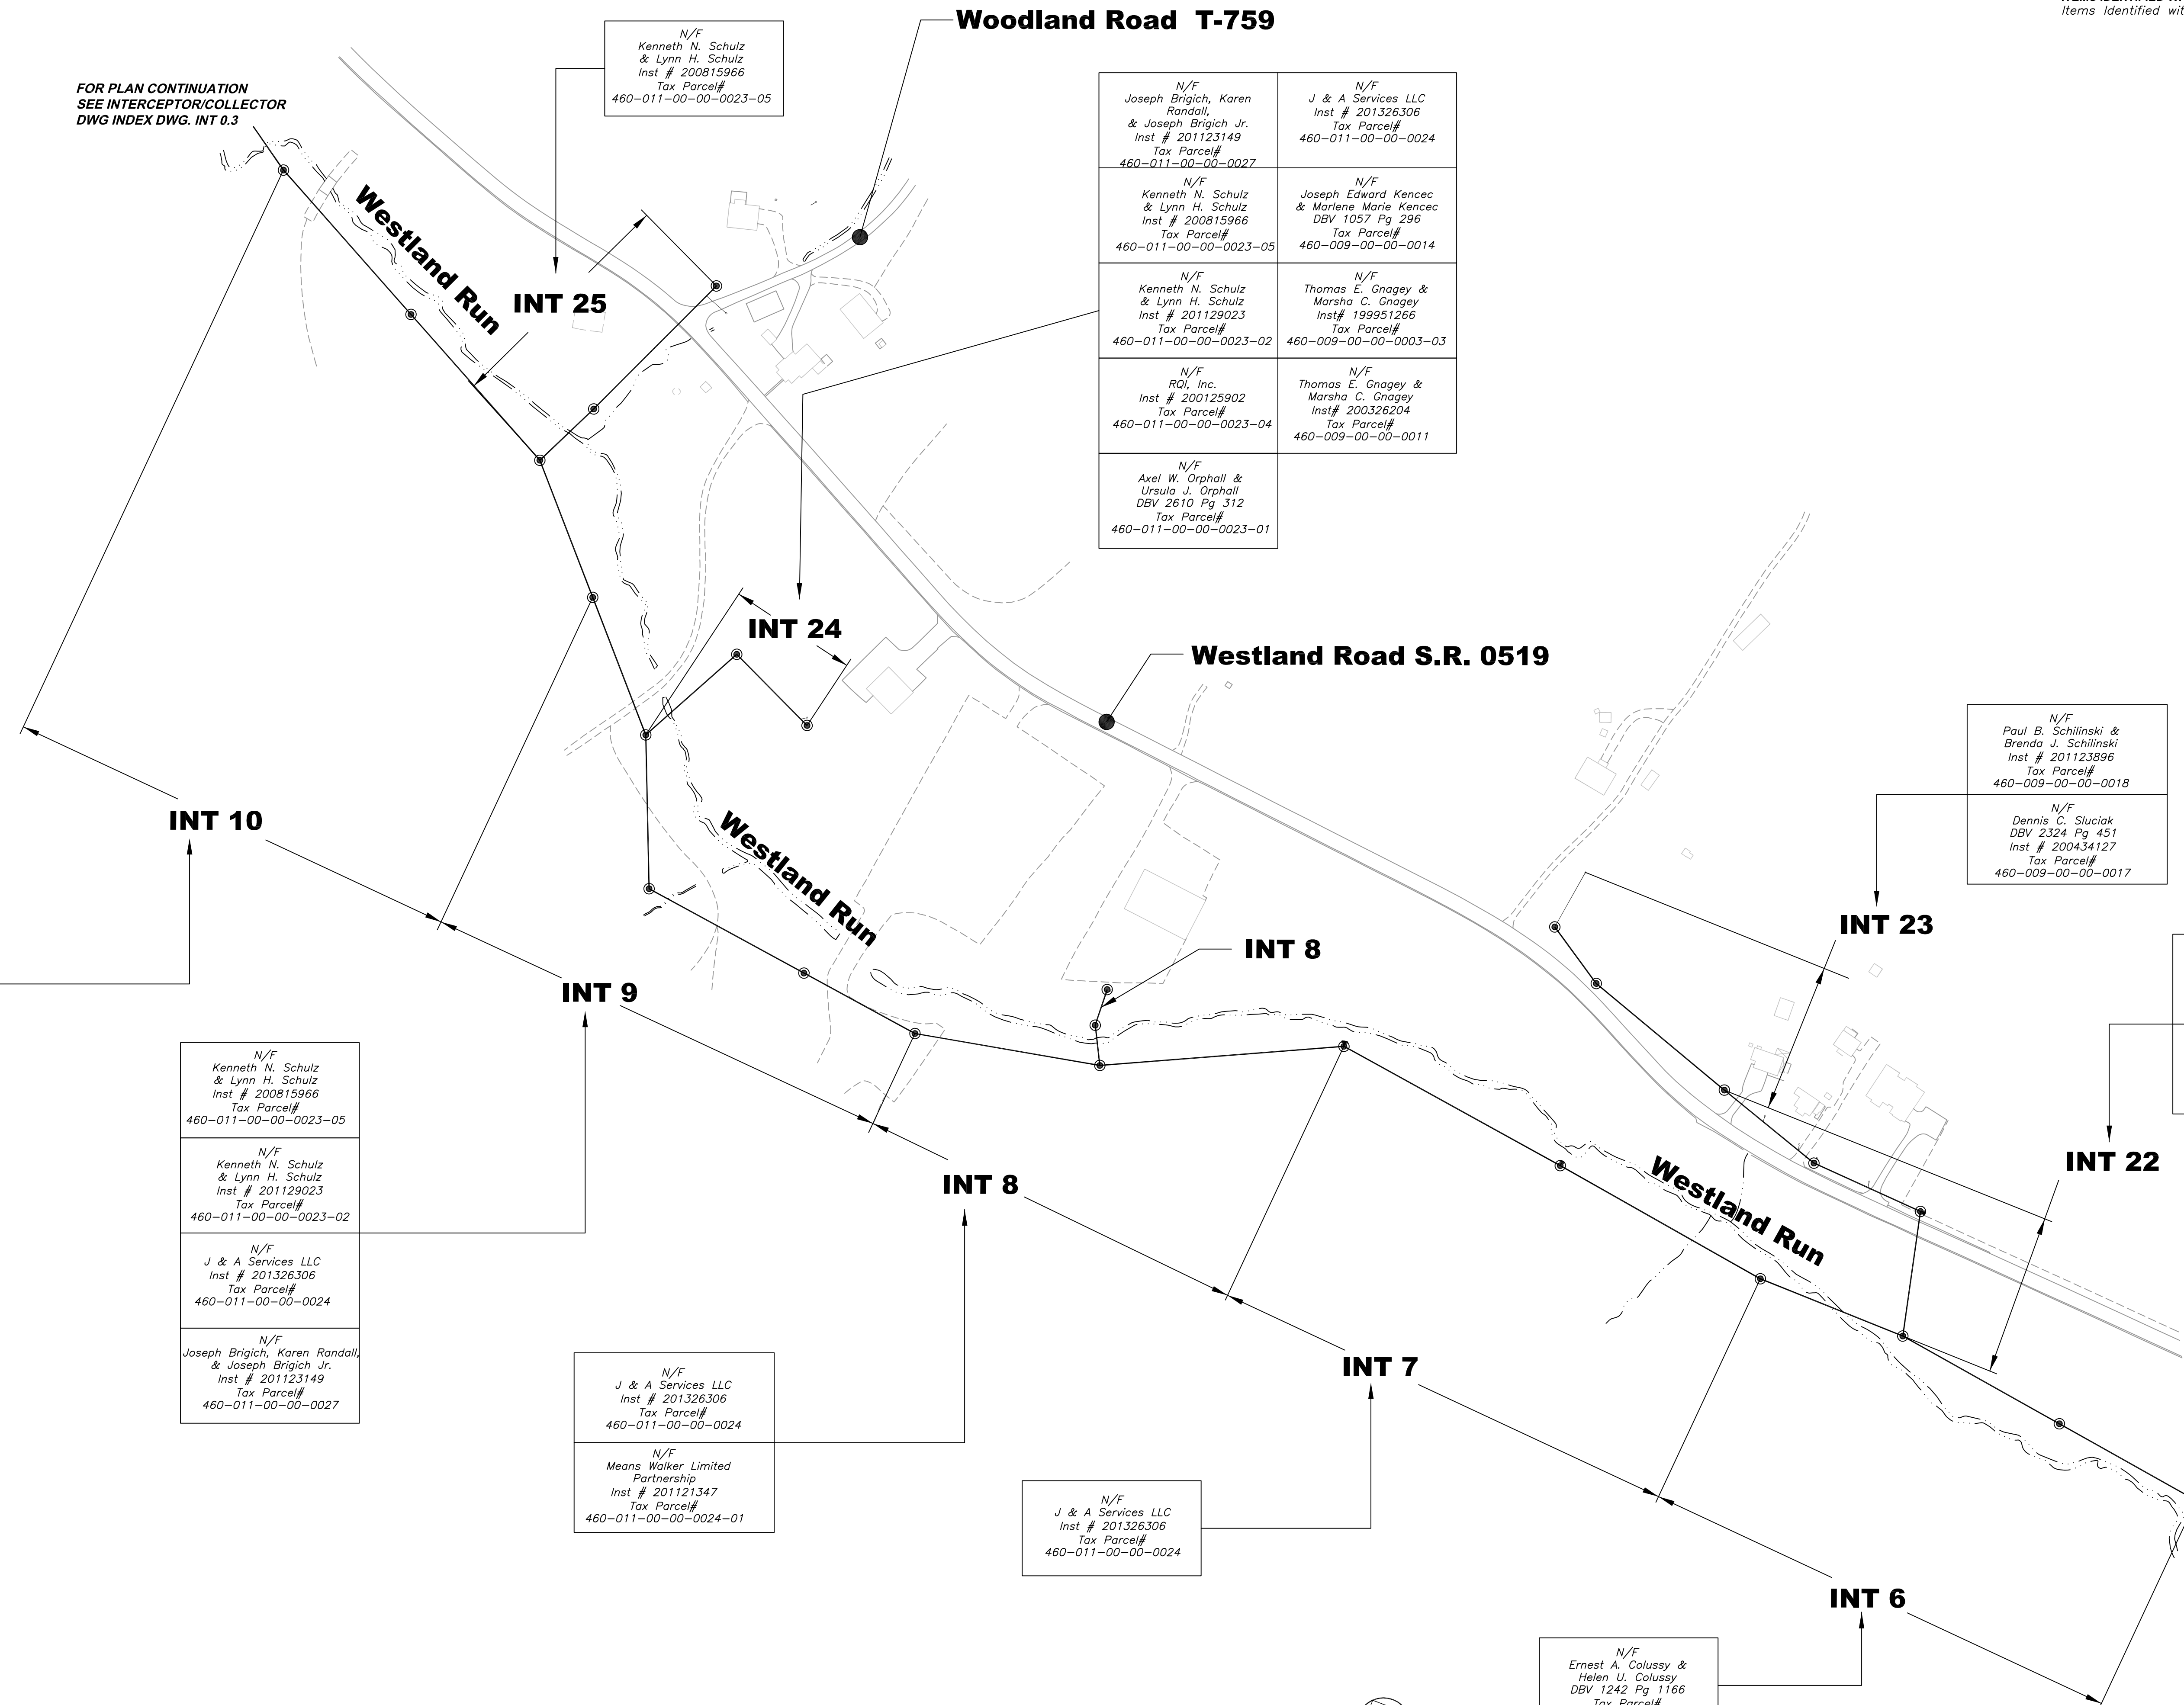 Items Identified wit
Woodland Road T-759
N/F
Kenneth N. Schulz
& Lynn H. Schulz
Inst # 200815966
Tax Parcel#
460-011-00-00-0023-05
FOR PLAN CONTINUATION
SEE INTERCEPTOR/COLLECTOR
DWG INDEX DWG. INT 0.3
N/F
Joseph Brigich, Karen
Randall,
& Joseph Brigich Jr.
Inst # 201123149
Tax Parcel#
460-011-00-00-0027
N/F
J & A Services LLC
Inst # 201326306
Tax Parcel#
460-011-00-00-0024
N/F
Kenneth N. Schulz
& Lynn H. Schulz
Inst # 200815966
Tax Parcel#
460-011-00-00-0023-05
N/F
Joseph Edward Kencec
& Marlene Marie Kencec
DBV 1057 Pg 296
Tax Parcel#
460-009-00-00-0014
N/F
Kenneth N. Schulz
& Lynn H. Schulz
Inst # 201129023
Tax Parcel#
460-011-00-00-0023-02
N/F
Thomas E. Gnagey &
Marsha C. Gnagey
Inst# 199951266
Tax Parcel#
460-009-00-00-0003-03
N/F
RQI, Inc.
Inst # 200125902
Tax Parcel#
460-011-00-00-0023-04
N/F
Thomas E. Gnagey &
Marsha C. Gnagey
Inst# 200326204
Tax Parcel#
460-009-00-00-0011
N/F
Axel W. Orphall &
Ursula J. Orphall
DBV 2610 Pg 312
Tax Parcel#
460-011-00-00-0023-01
Westland Run
INT 25
INT 24
Westland Road S.R. 0519
N/F
Paul B. Schilinski &
Brenda J. Schilinski
Inst # 201123896
Tax Parcel#
460-009-00-00-0018
N/F
Dennis C. Sluciak
DBV 2324 Pg 451
Inst # 200434127
Tax Parcel#
460-009-00-00-0017
INT 10
Westland Run
INT 23
INT 8
INT 9
N/F
Kenneth N. Schulz
& Lynn H. Schulz
Inst # 200815966
Tax Parcel#
460-011-00-00-0023-05
N/F
Kenneth N. Schulz
& Lynn H. Schulz
Inst # 201129023
Tax Parcel#
460-011-00-00-0023-02
N/F
J & A Services LLC
Inst # 201326306
Tax Parcel#
460-011-00-00-0024
N/F
Joseph Brigich, Karen Randall,
& Joseph Brigich Jr.
Inst # 201123149
Tax Parcel#
460-011-00-00-0027
INT 22
INT 8
Westland Run
N/F
J & A Services LLC
Inst # 201326306
Tax Parcel#
460-011-00-00-0024
N/F
Means Walker Limited
Partnership
Inst # 201121347
Tax Parcel#
460-011-00-00-0024-01
INT 7
N/F
J & A Services LLC
Inst # 201326306
Tax Parcel#
460-011-00-00-0024
INT 6
N/F
Ernest A. Colussy &
Helen U. Colussy
DBV 1242 Pg 1166
Tax Parcel#